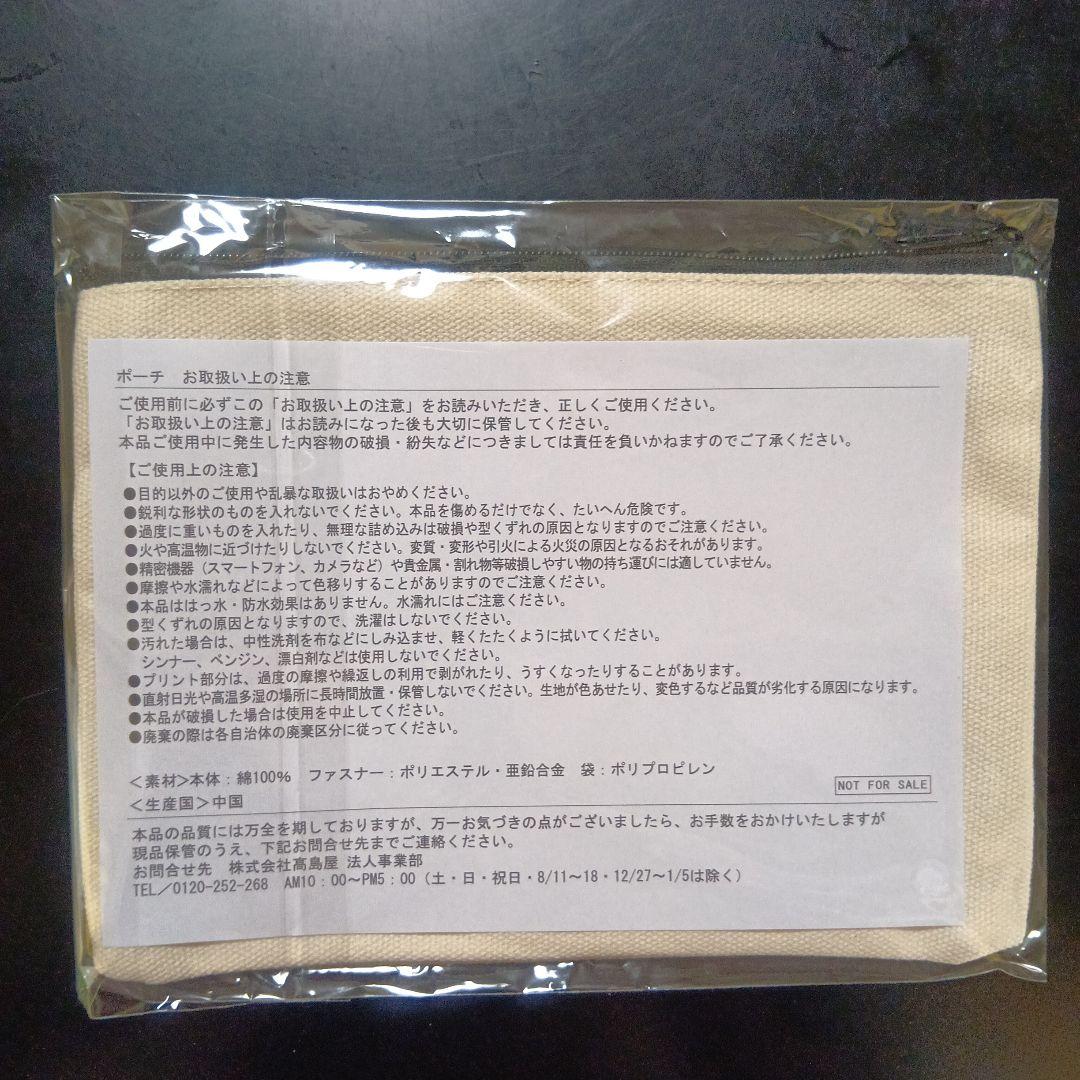 ポーチ　お取扱い上の注意
ご使用前に必ずこの「お取扱い上の注意」をお読みいただき、正しくご使用ください。
「お取扱い上の注意」はお読みになった後も大切に保管してください。
本品ご使用中に発生した内容物の破損・紛失などにつきましては責任を負いかねますのでご了承ください。
【ご使用上の注意】
●目的以外のご使用や乱暴な取扱いはおやめください。
●鋭利な形状のものを入れないでください。本品を傷めるだけでなく、たいへん危険です。
●過度に重いものを入れたり、無理な詰め込みは破損や型くずれの原因となりますのでご注意ください。
●火や高温物に近づけたりしないでください。変質・変形や引火による火災の原因となるおそれがあります。
●精密機器（スマートフォン、カメラなど）や貴金属・割れ物等破損しやすい物の持ち運びには適していません。
●摩擦や水濡れなどによって色移りすることがありますのでご注意ください。
●本品ははっ水・防水効果はありません。水濡れにはご注意ください。
●型くずれの原因となりますので、洗濯はしないでください。
●汚れた場合は、中性洗剤を布などにしみ込ませ、軽くたたくように拭いてください。
シンナー、ベンジン、漂白剤などは使用しないでください。
●プリント部分は、過度の摩擦や繰返しの利用で剥がれたり、うすくなったりすることがあります。
●直射日光や高温多湿の場所に長時間放置・保管しないでください。生地が色あせたり、変色するなど品質が劣化する原因になります。
●本品が破損した場合は使用を中止してください。
●廃棄の際は各自治体の廃棄区分に従ってください。
＜素材＞本体：綿100%　ファスナー：ポリエステル・亜鉛合金　袋：ポリプロピレン
NOT FOR SALE
＜生産国＞中国
本品の品質には万全を期しておりますが、万一お気づきの点がございましたら、お手数をおかけいたしますが
現品保管のうえ、下記お問合せ先までご連絡ください。
お問合せ先　株式会社髙島屋 法人事業部
TEL／0120-252-268　AM10：00〜PM5：00（土・日・祝日・8/11〜18・12/27〜1/5は除く）